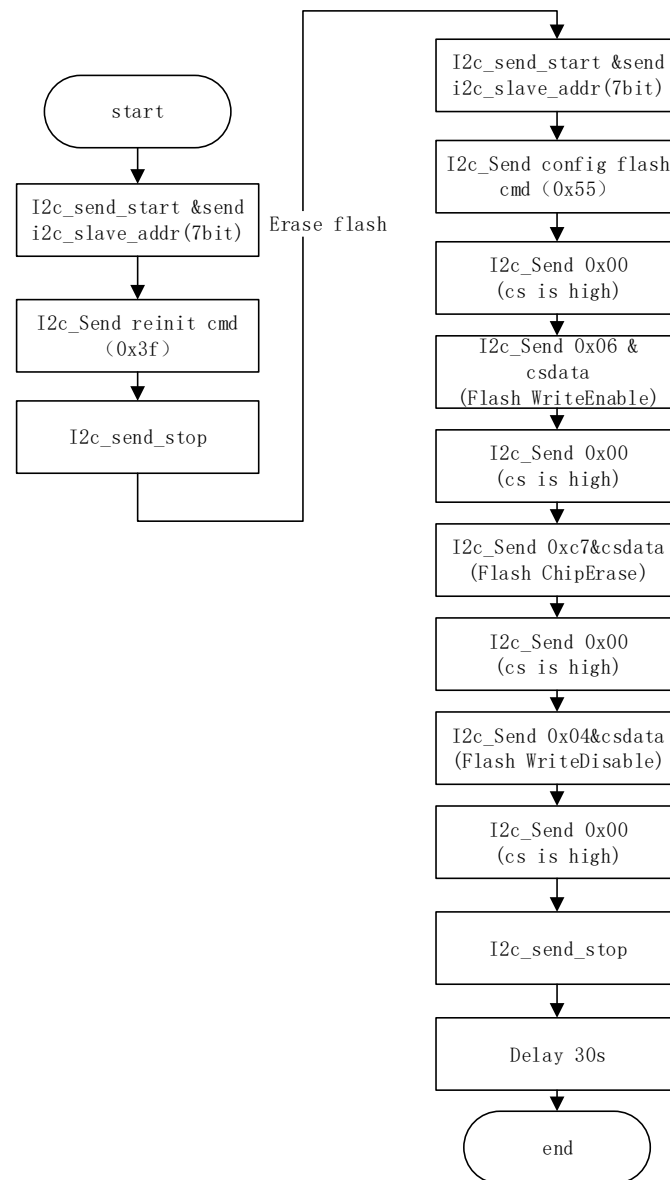 start
I2c_send_start &send
i2c_slave_addr(7bit)
I2c_Send reinit cmd
（0x3f）
I2c_send_stop
Erase flash
I2c_send_start &send
i2c_slave_addr(7bit)
I2c_Send config flash
cmd（0x55）
I2c_Send 0x00
(cs is high)
I2c_Send 0x06 &
csdata
(Flash WriteEnable)
I2c_Send 0x00
(cs is high)
I2c_Send 0xc7&csdata
(Flash ChipErase)
I2c_Send 0x00
(cs is high)
I2c_Send 0x04&csdata
(Flash WriteDisable)
I2c_Send 0x00
(cs is high)
I2c_send_stop
Delay 30s
end